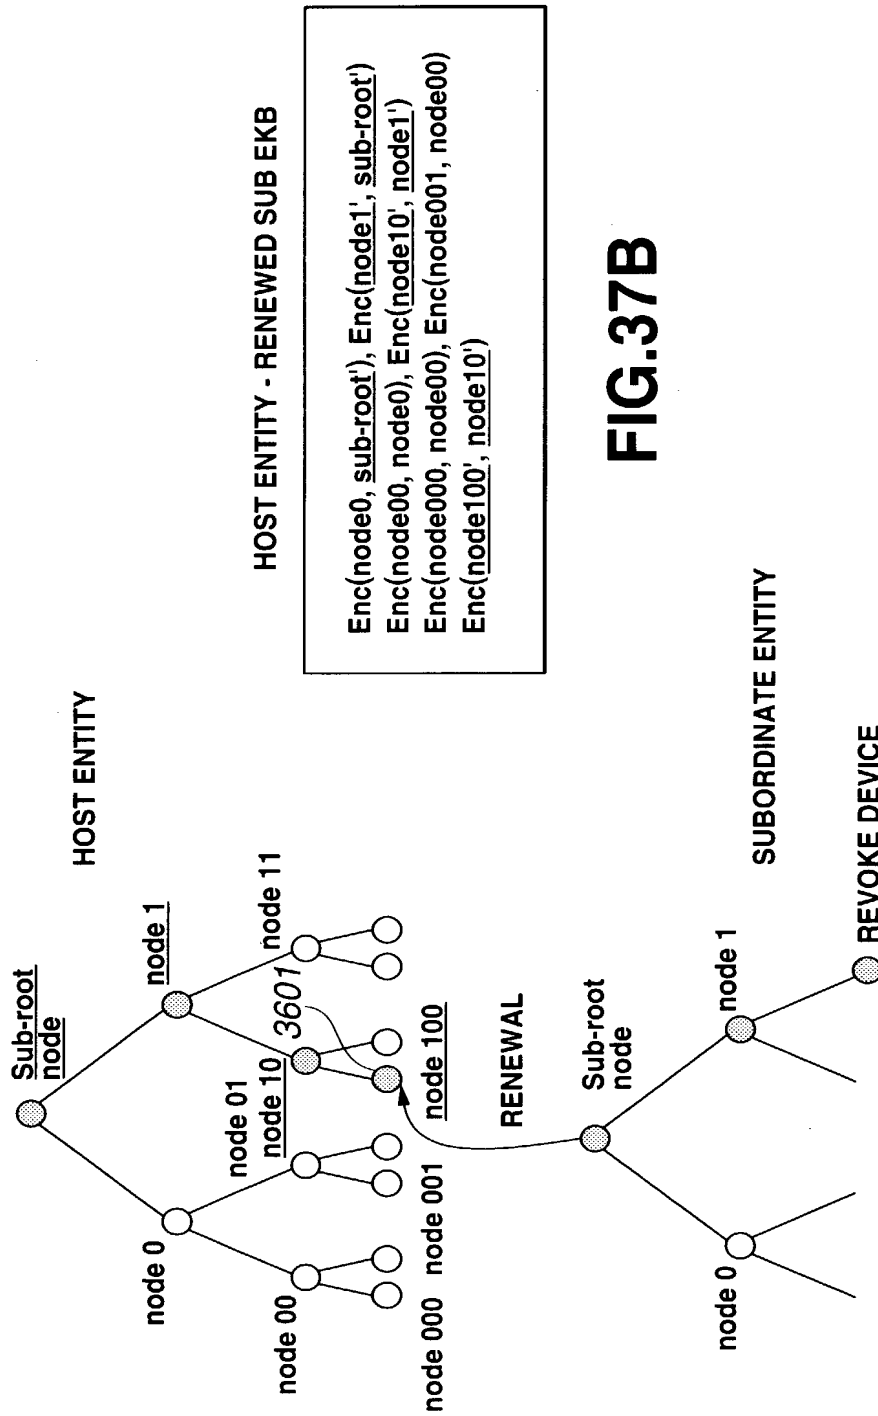 HOST ENTITY
Sub-root
node
node 0
node 1
node 00
node 01
node 10
node 11
3601
node 000
node 001
node 100
RENEWAL
Sub-root
node
node 0
node 1
SUBORDINATE ENTITY
REVOKE DEVICE
HOST ENTITY - RENEWED SUB EKB
Enc(node0, sub-root'), Enc(node1', sub-root')
Enc(node00, node0), Enc(node10', node1')
Enc(node000, node00), Enc(node001, node00)
Enc(node100', node10')
FIG.37B